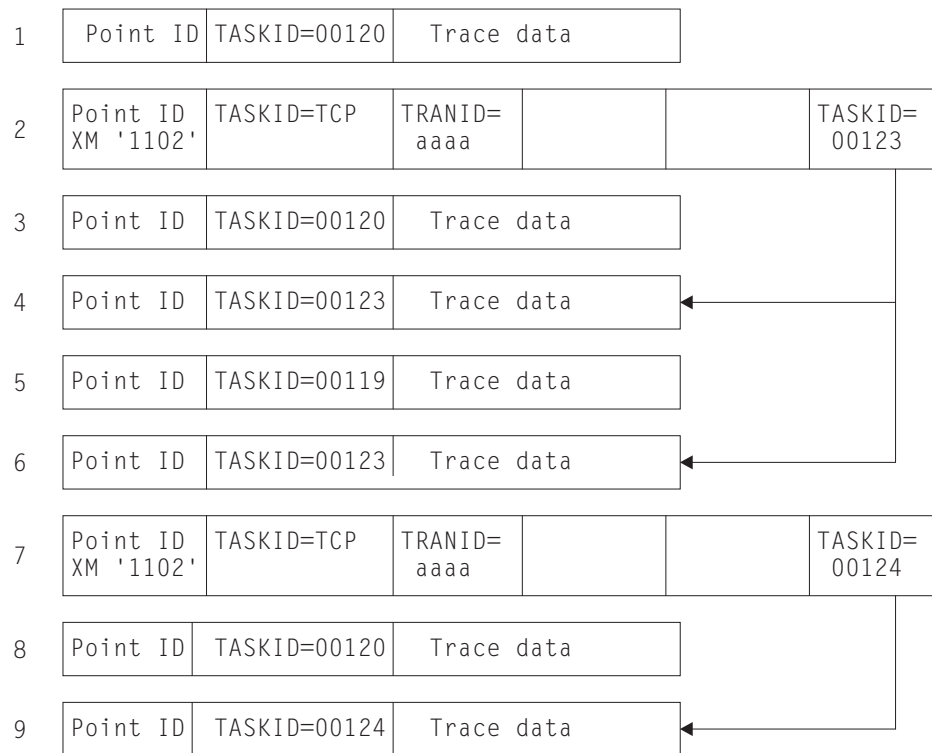 1 Point ID TASKID=00120 Trace data
Point ID TASKID=TCP TRANID= TASKID=
2 XM '1102' aaaa 00123
3 Point ID TASKID=00120 Trace data
4 Point ID TASKID=00123 Trace data
5 Point ID TASKID=00119 Trace data
6 Point ID TASKID=00123 Trace data
Point ID TASKID=TCP TRANID= TASKID=
7 XM '1102' aaaa 00124
8 Point ID TASKID=00120 Trace data
9 Point ID TASKID=00124 Trace data